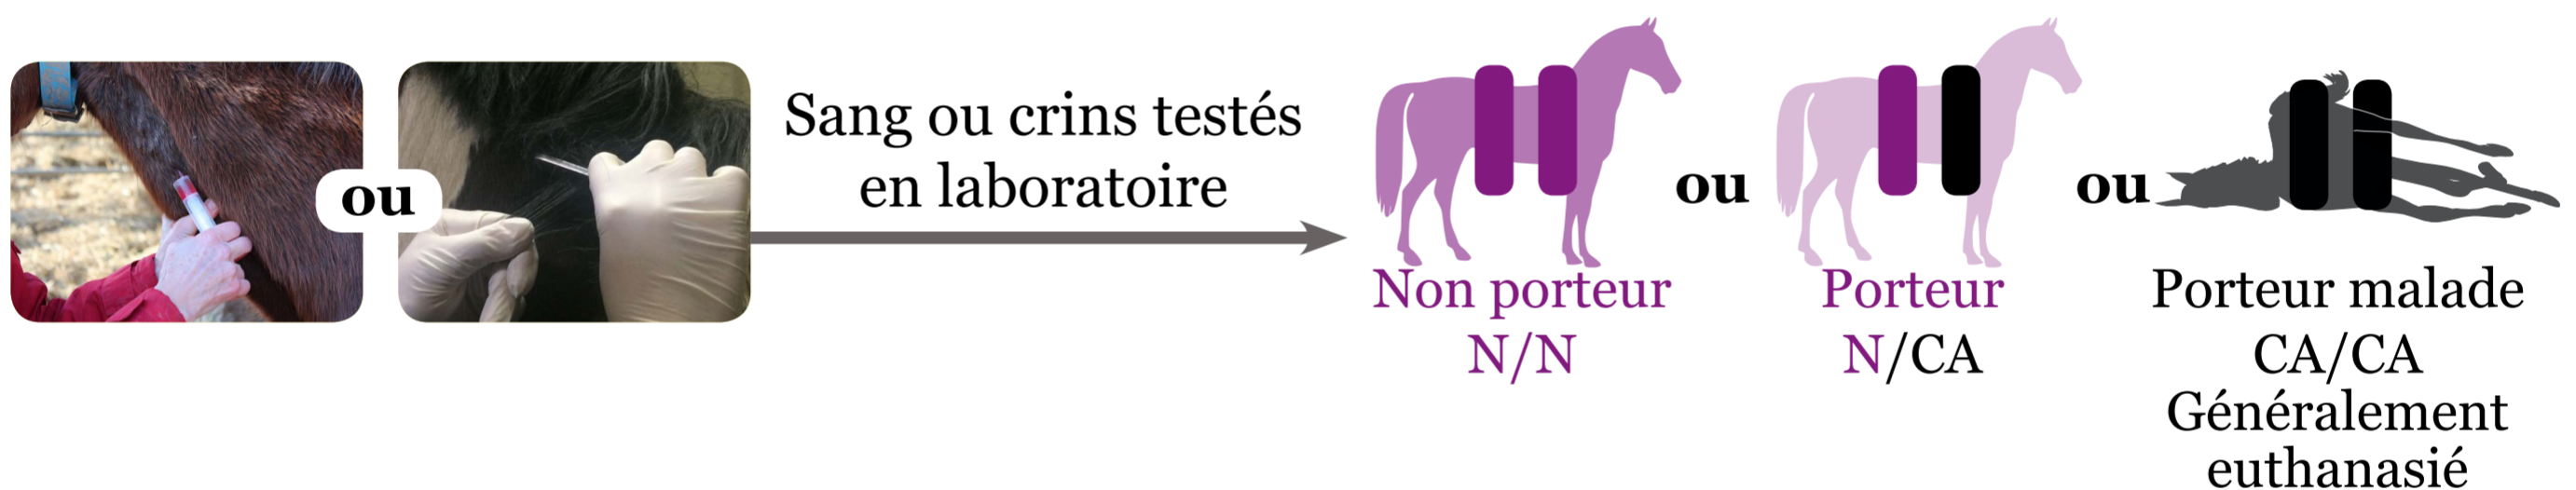 ou
Sang ou crins testés
en laboratoire
ou
ou
Non porteur
N/N
Porteur
N/CA
Porteur malade
CA/CA
Généralement
euthanasié